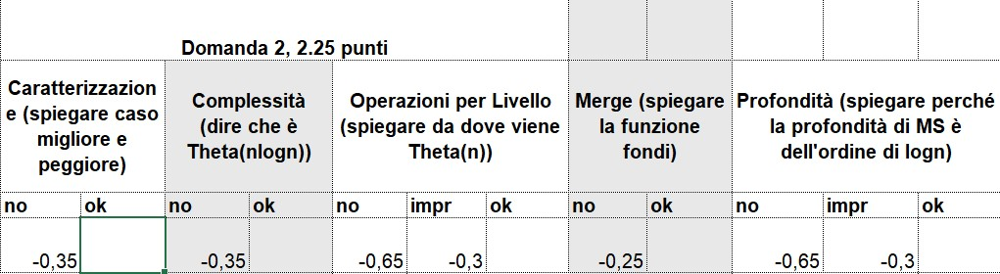 Domanda 2, 2.25 punti
Caratterizzazion
e (spiegare caso
migliore e
peggiore)
Complessità
(dire che è
Theta(nlogn))
Operazioni per Livello
(spiegare da dove viene
Theta(n))
Merge (spiegare
la funzione
fondi)
Profondità (spiegare perché
la profondità di MS è
dell'ordine di logn)
no ok no ok no impr ok no ok no impr ok
-0,35 -0,35 -0,65 -0,3 -0,25 -0,65 -0,3